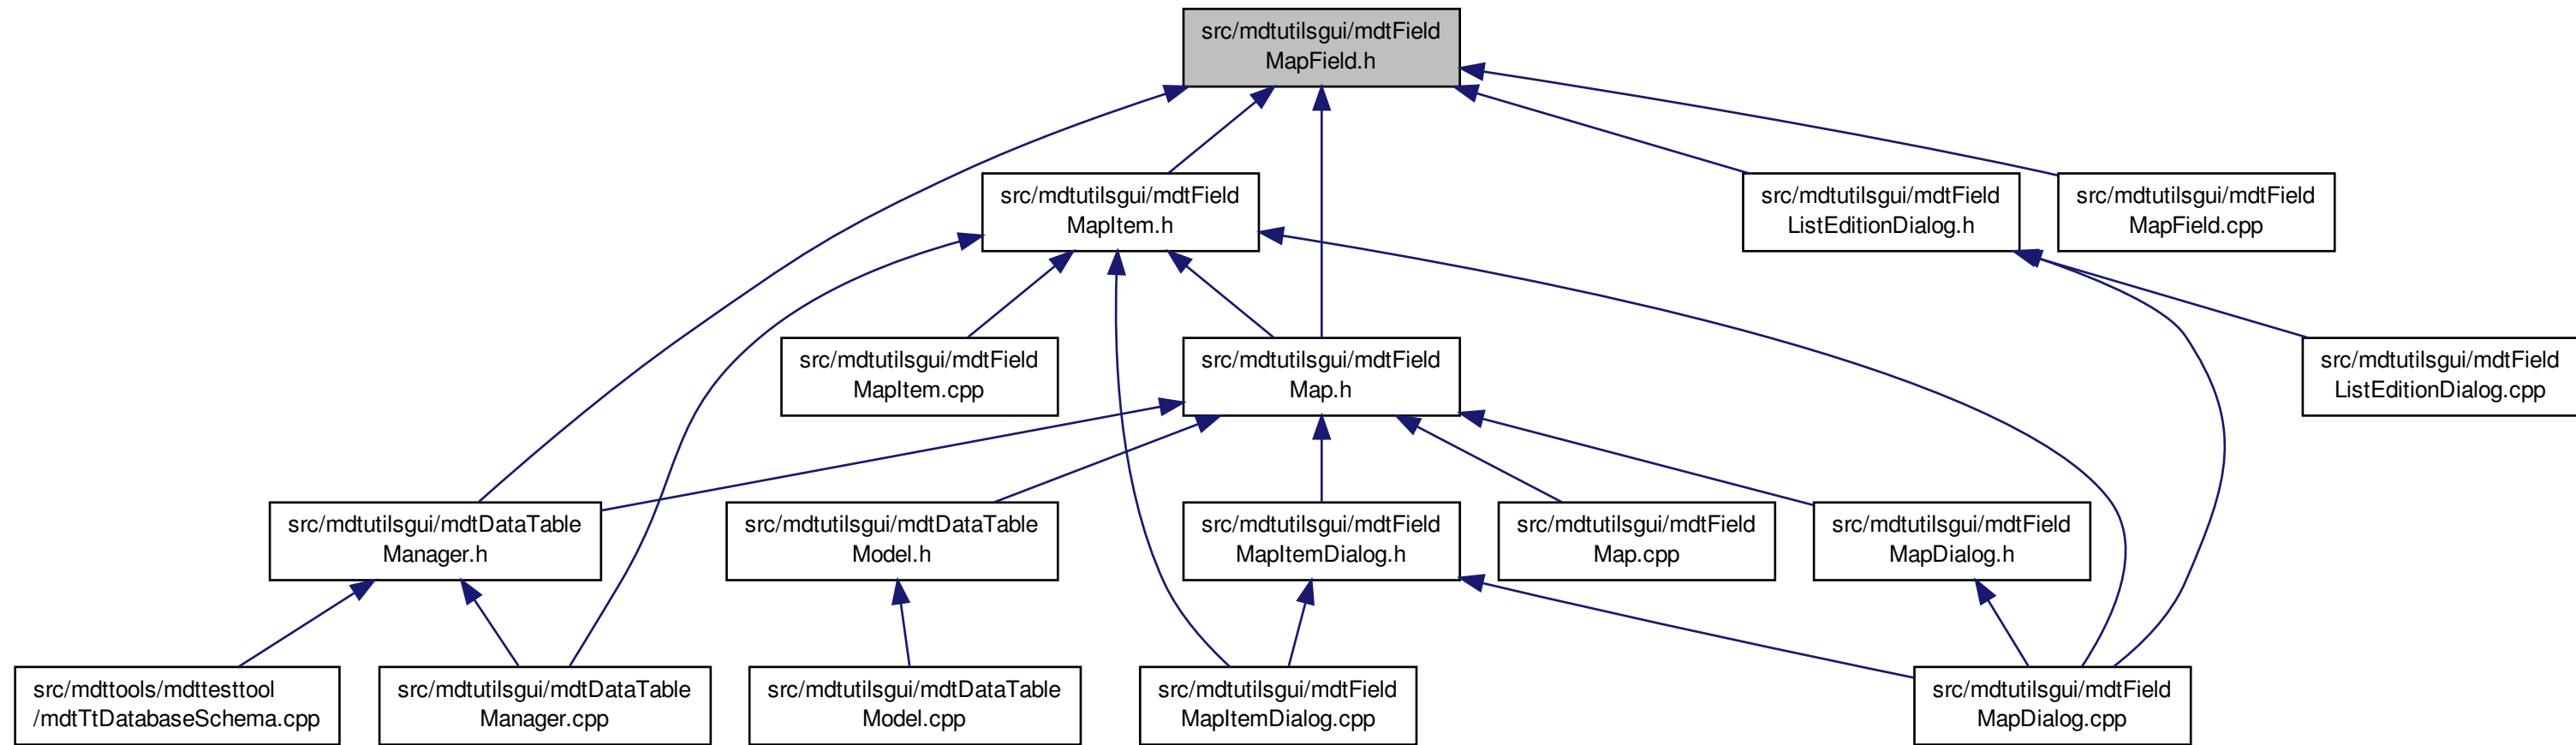 src/mdtutilsgui/mdtField
MapField.h
src/mdtutilsgui/mdtField
MapItem.h
src/mdtutilsgui/mdtField
ListEditionDialog.h
src/mdtutilsgui/mdtField
MapField.cpp
src/mdtutilsgui/mdtField
MapItem.cpp
src/mdtutilsgui/mdtField
Map.h
src/mdtutilsgui/mdtField
ListEditionDialog.cpp
src/mdtutilsgui/mdtDataTable
Manager.h
src/mdtutilsgui/mdtDataTable
Model.h
src/mdtutilsgui/mdtField
MapItemDialog.h
src/mdtutilsgui/mdtField
Map.cpp
src/mdtutilsgui/mdtField
MapDialog.h
src/mdttools/mdttesttool
/mdtTtDatabaseSchema.cpp
src/mdtutilsgui/mdtDataTable
Manager.cpp
src/mdtutilsgui/mdtDataTable
Model.cpp
src/mdtutilsgui/mdtField
MapItemDialog.cpp
src/mdtutilsgui/mdtField
MapDialog.cpp